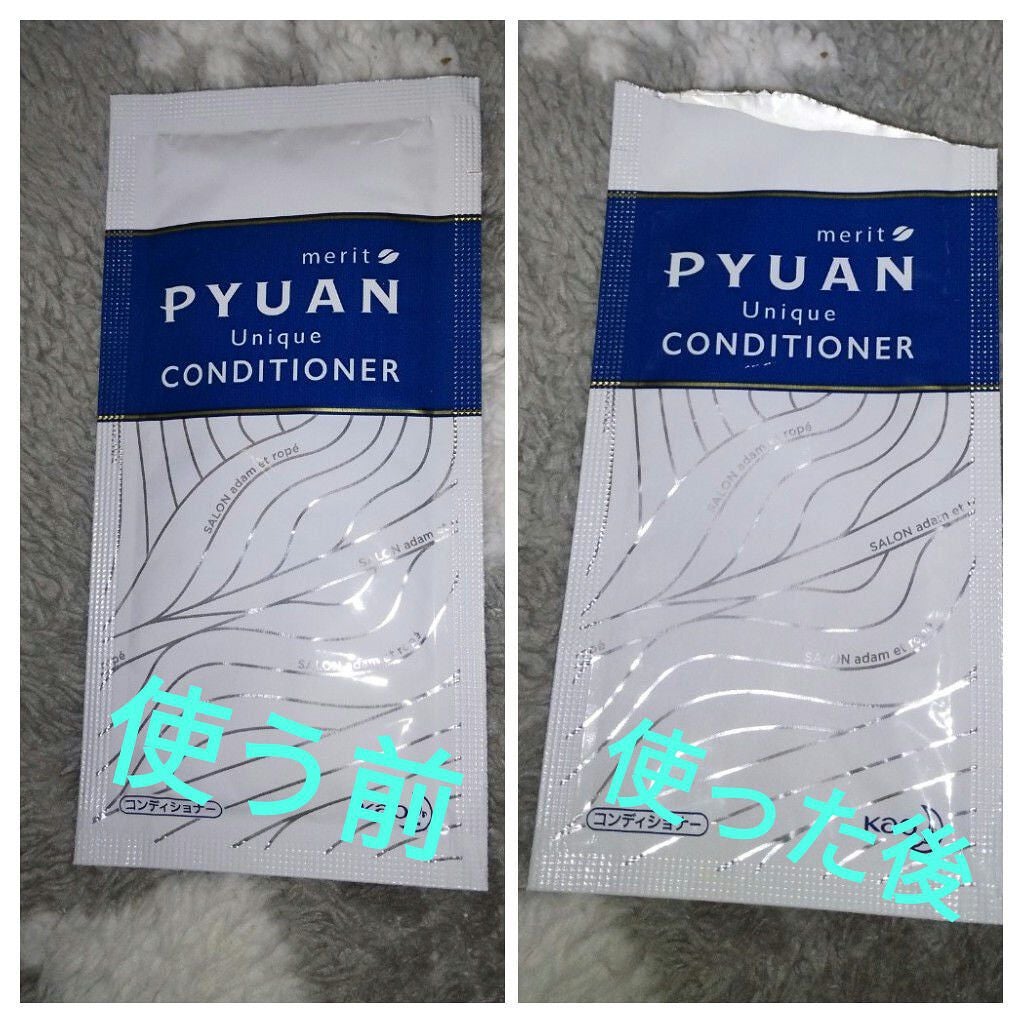 merit
PYUAN
Unique
CONDITIONER
SALON adam et ropé
SALON adam
SALON adam et ropé
opé
使う前
コンディショナー
merit
PYUAN
Unique
CONDITIONER
SALON adam et ropé
SALON adam et
SALON adam et ropé
ropé
使った後
コンディショナー
Kao